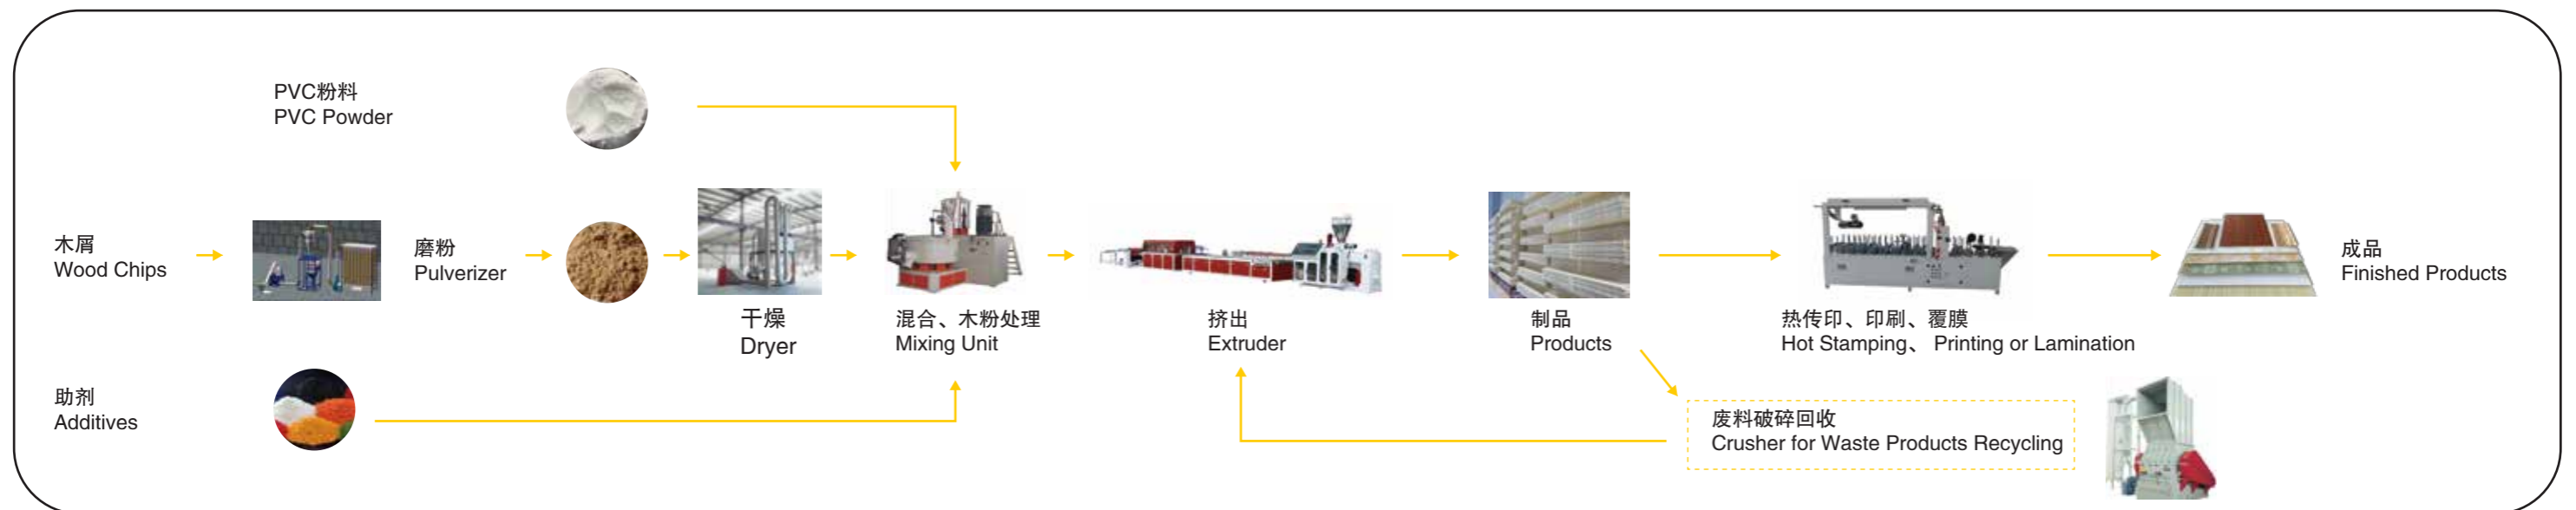 PVC粉料
PVC Powder
木屑
Wood Chips
磨粉
Pulverizer
干燥
Dryer
混合、木粉处理
Mixing Unit
挤出
Extruder
制品
Products
热传印、印刷、覆膜
Hot Stamping、 Printing or Lamination
成品
Finished Products
助剂
Additives
废料破碎回收
Crusher for Waste Products Recycling